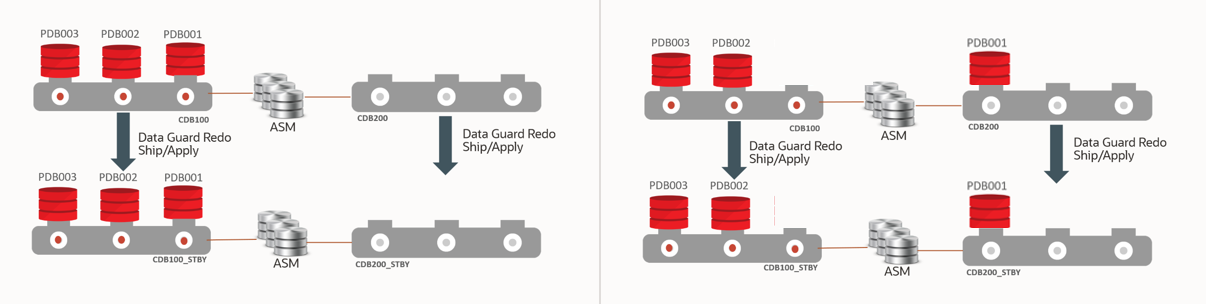 PDB003 PDB002 PDB001
CDB100
ASM
CDB200
Data Guard Redo
Ship/Apply
Data Guard Redo
Ship/Apply
PDB003 PDB002 PDB001
CDB100_STBY
ASM
CDB200_STBY
PDB003 PDB002
PDB001
CDB100
ASM
CDB200
Data Guard Redo
Ship/Apply
Data Guard Redo
Ship/Apply
PDB003 PDB002
PDB001
CDB100_STBY
ASM
CDB200_STBY